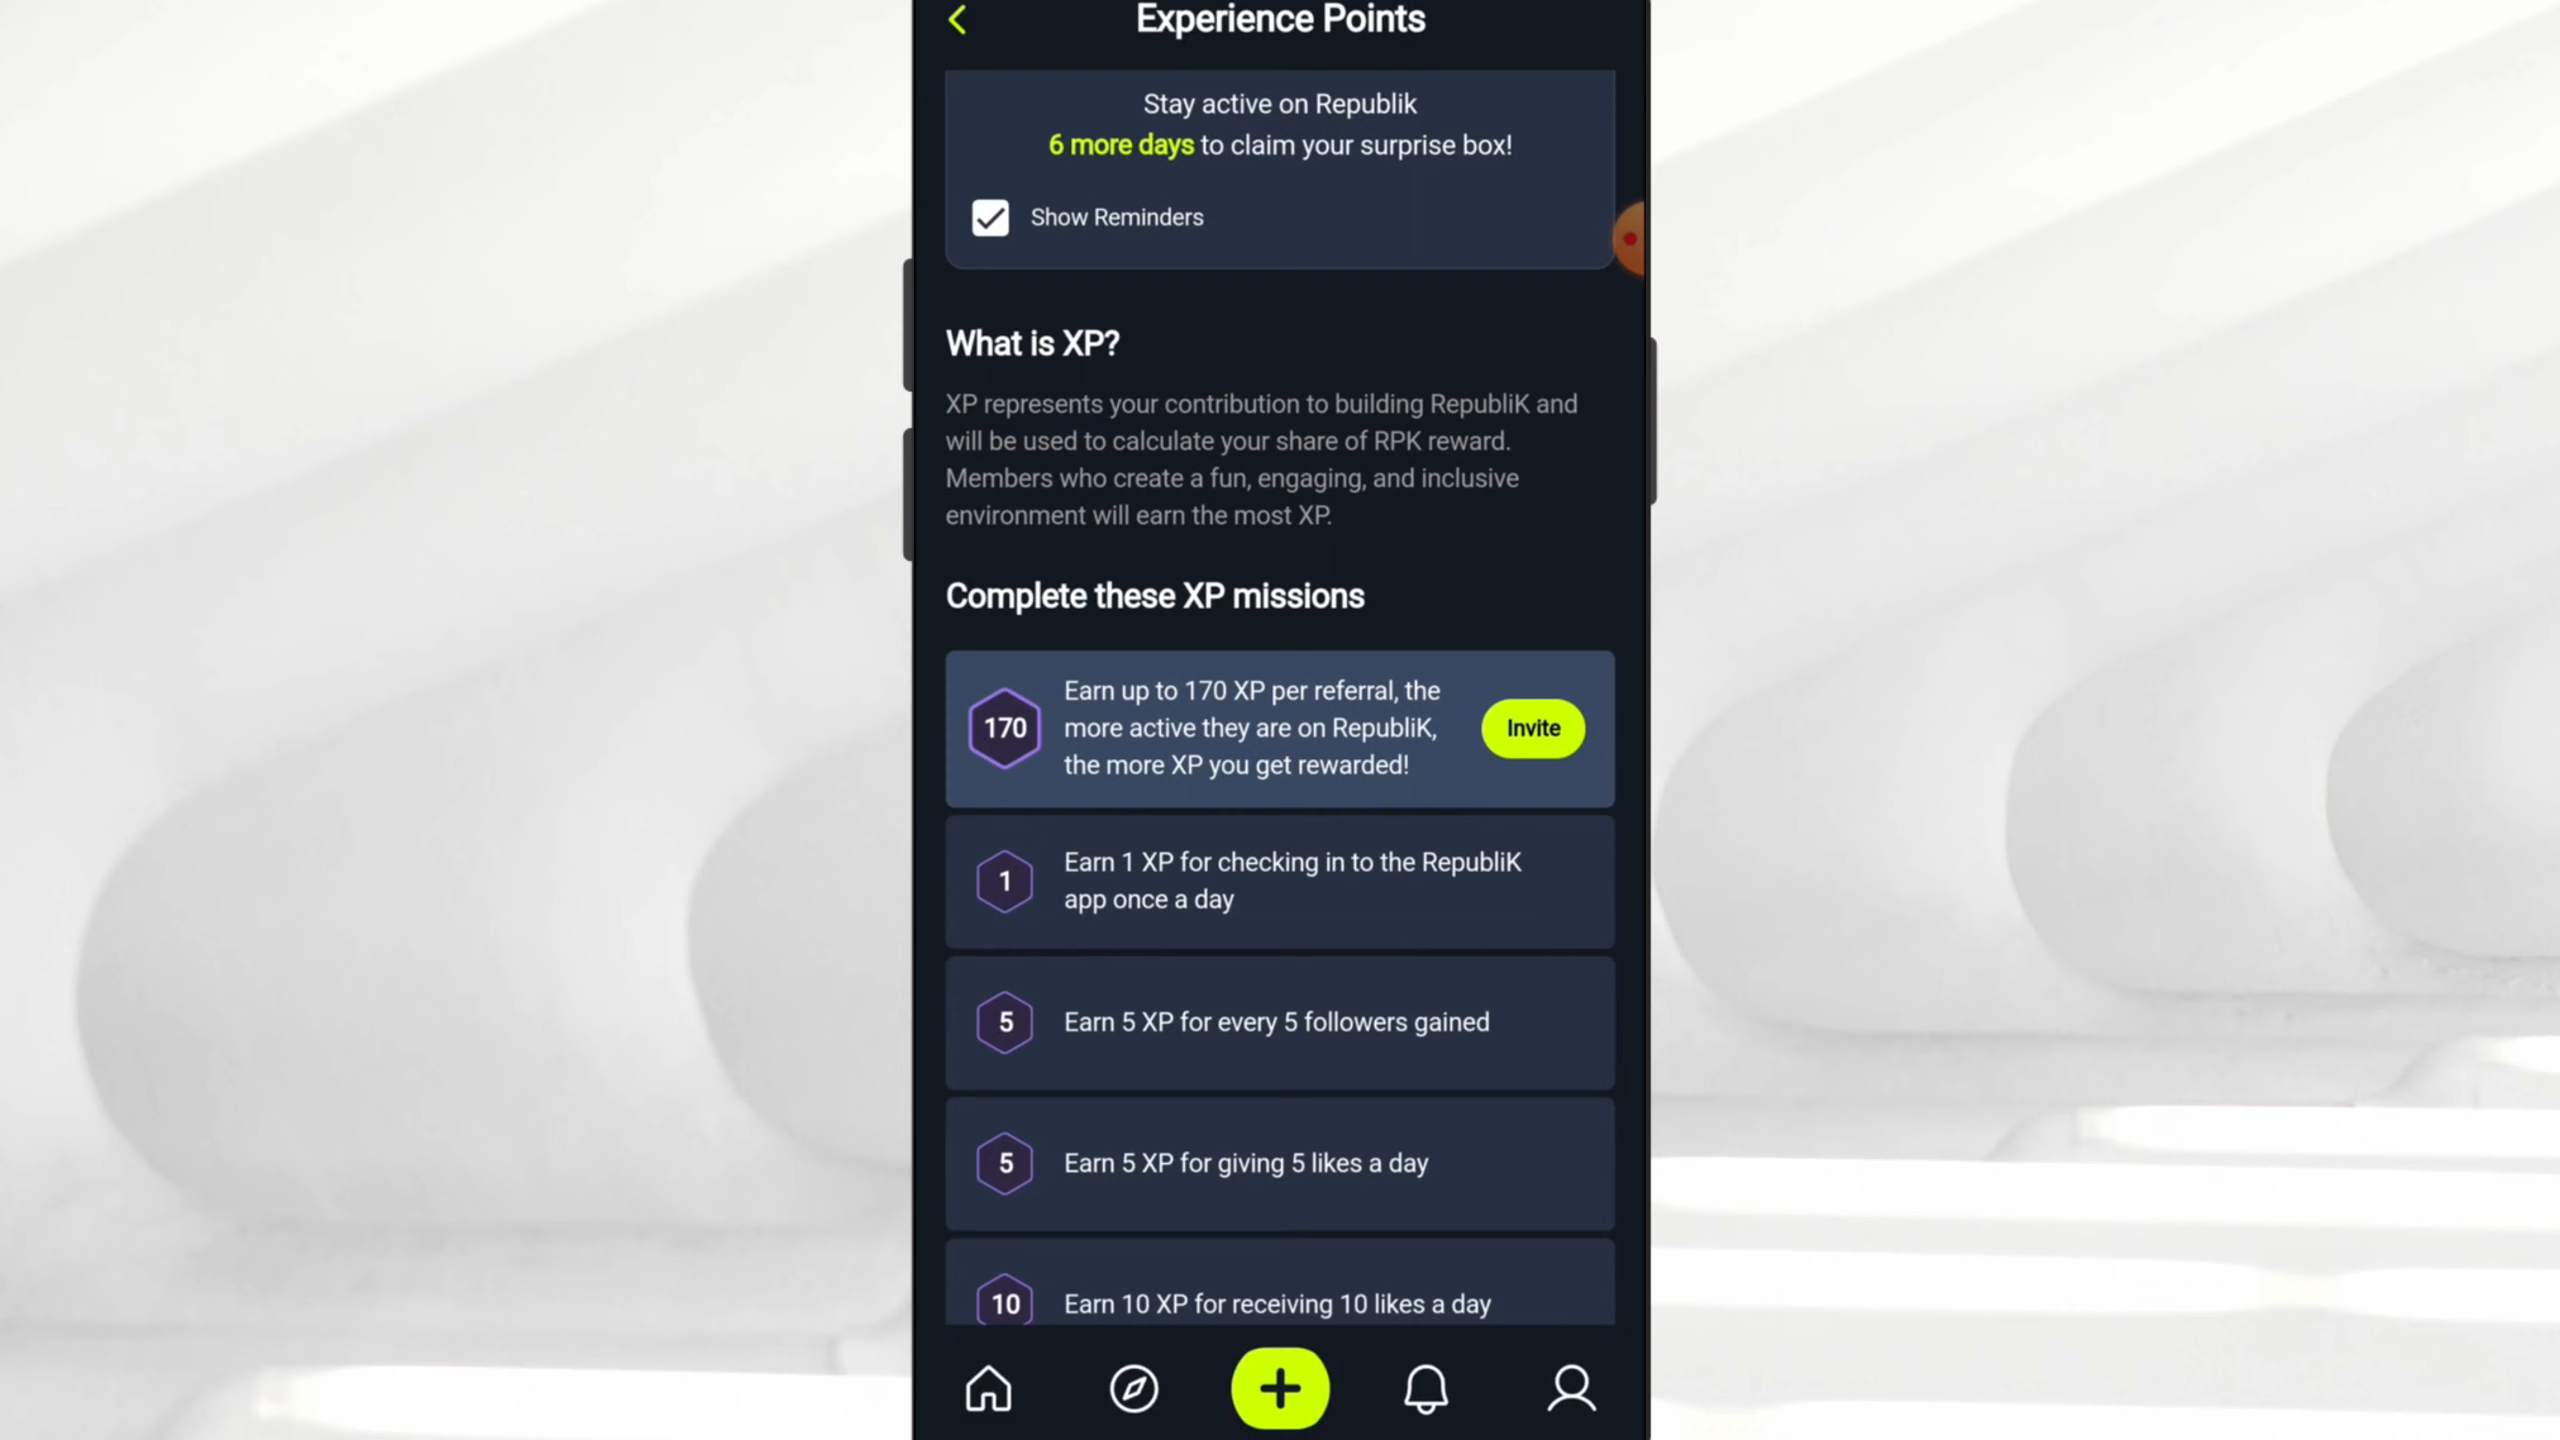 Experience Points
Stay active on Republik
6 more days to claim your surprise box!
Show Reminders
What is XP?
XP represents your contribution to building RepubliK and
will be used to calculate your share of RPK reward.
Members who create a fun, engaging, and inclusive
environment will earn the most XP.
Complete these XP missions
170
Earn up to 170 XP per referral, the
more active they are on RepubliK,
the more XP you get rewarded!
Invite
1
Earn 1 XP for checking in to the RepubliK
app once a day
5
Earn 5 XP for every 5 followers gained
5
Earn 5 XP for giving 5 likes a day
10
Earn 10 XP for receiving 10 likes a day